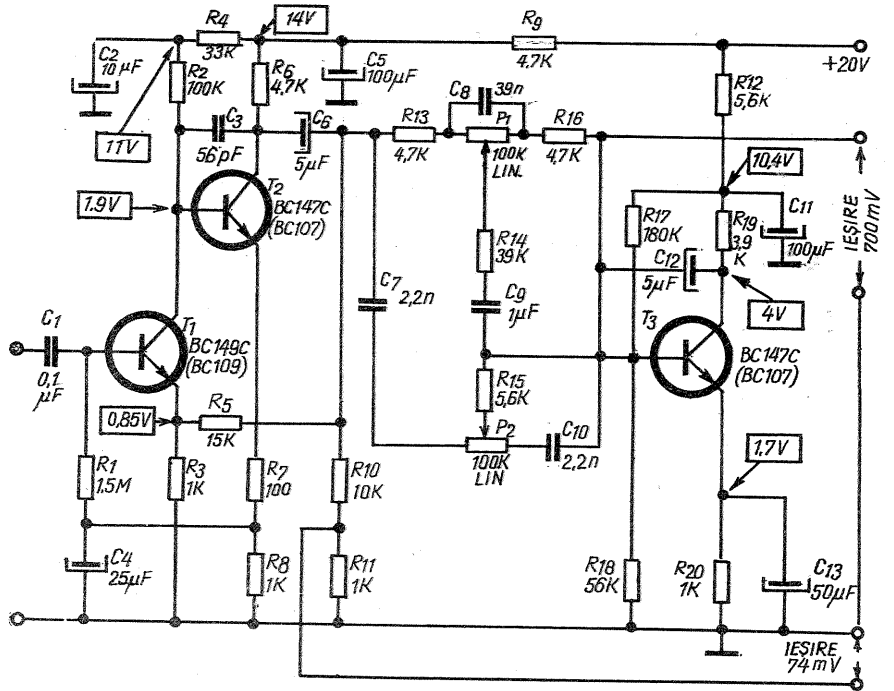 R4
33K
14V
R9
4,7K
C2
10µF
R2
100K
R6
4,7K
C5
100µF
C8
39n
+20V
R12
5,6K
11V
C3
56pF
C6
5µF
R13
4,7K
P1
100K
LIN.
R16
4,7K
10,4V
1.9V
T2
BC147C
(BC107)
R17
180K
R19
3,9
K
C11
100µF
IEȘIRE
700mV
R14
39K
C12
5µF
C7
2,2n
C9
1µF
4V
C1
0,1
µF
T1
BC149C
(BC109)
T3
BC147C
(BC107)
0,85V
R5
15K
R15
5,6K
P2
100K
LIN
C10
2,2n
1,7V
R1
1,5M
R3
1K
R7
100
R10
10K
C4
25µF
R8
1K
R11
1K
R18
56K
R20
1K
C13
50µF
IEȘIRE
74mV